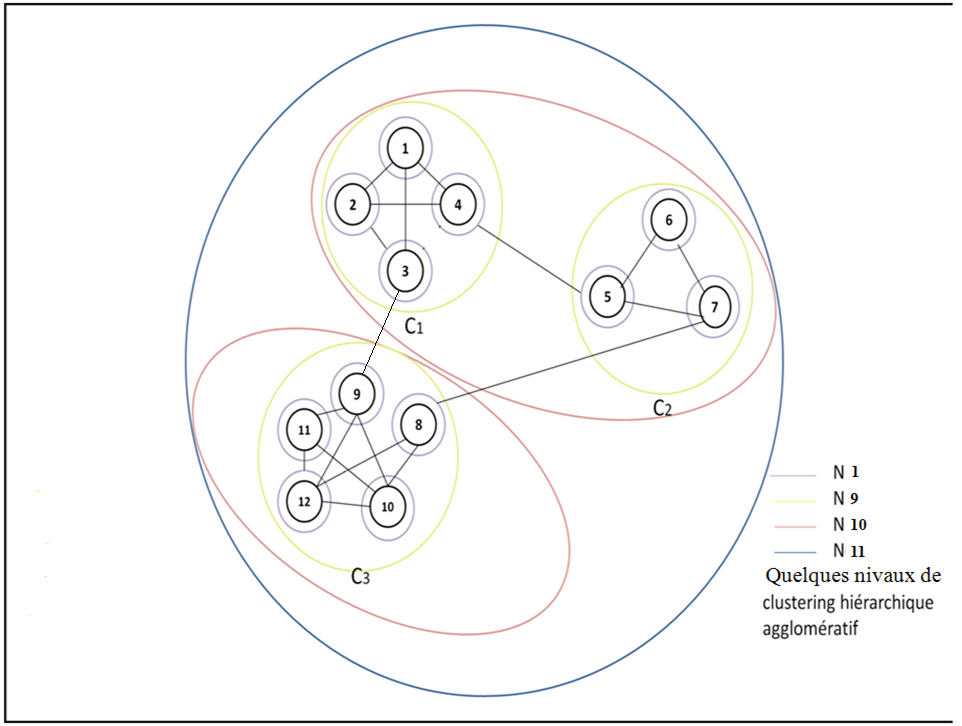 1
2
4
3
C1
6
5
7
C2
9
8
11
12
10
C3
N 1
N 9
N 10
N 11
Quelques nivaux de
clustering hiérarchique
agglomératif